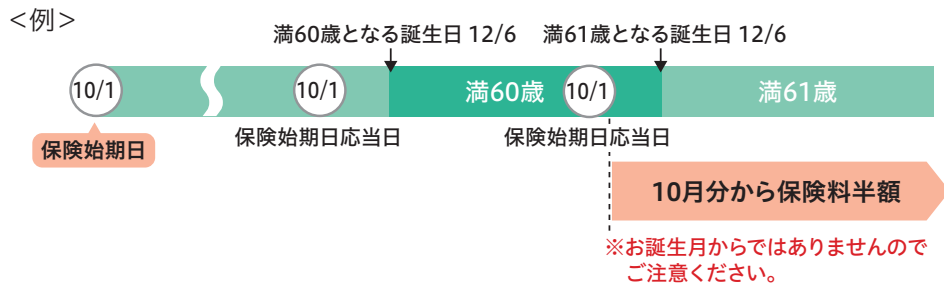 <例>
満60歳となる誕生日 12/6 満61歳となる誕生日 12/6
10/1 10/1 満60歳 10/1 満61歳
保険始期日 保険始期日応当日 保険始期日応当日
10月分から保険料半額
※お誕生月からではありませんので
ご注意ください。